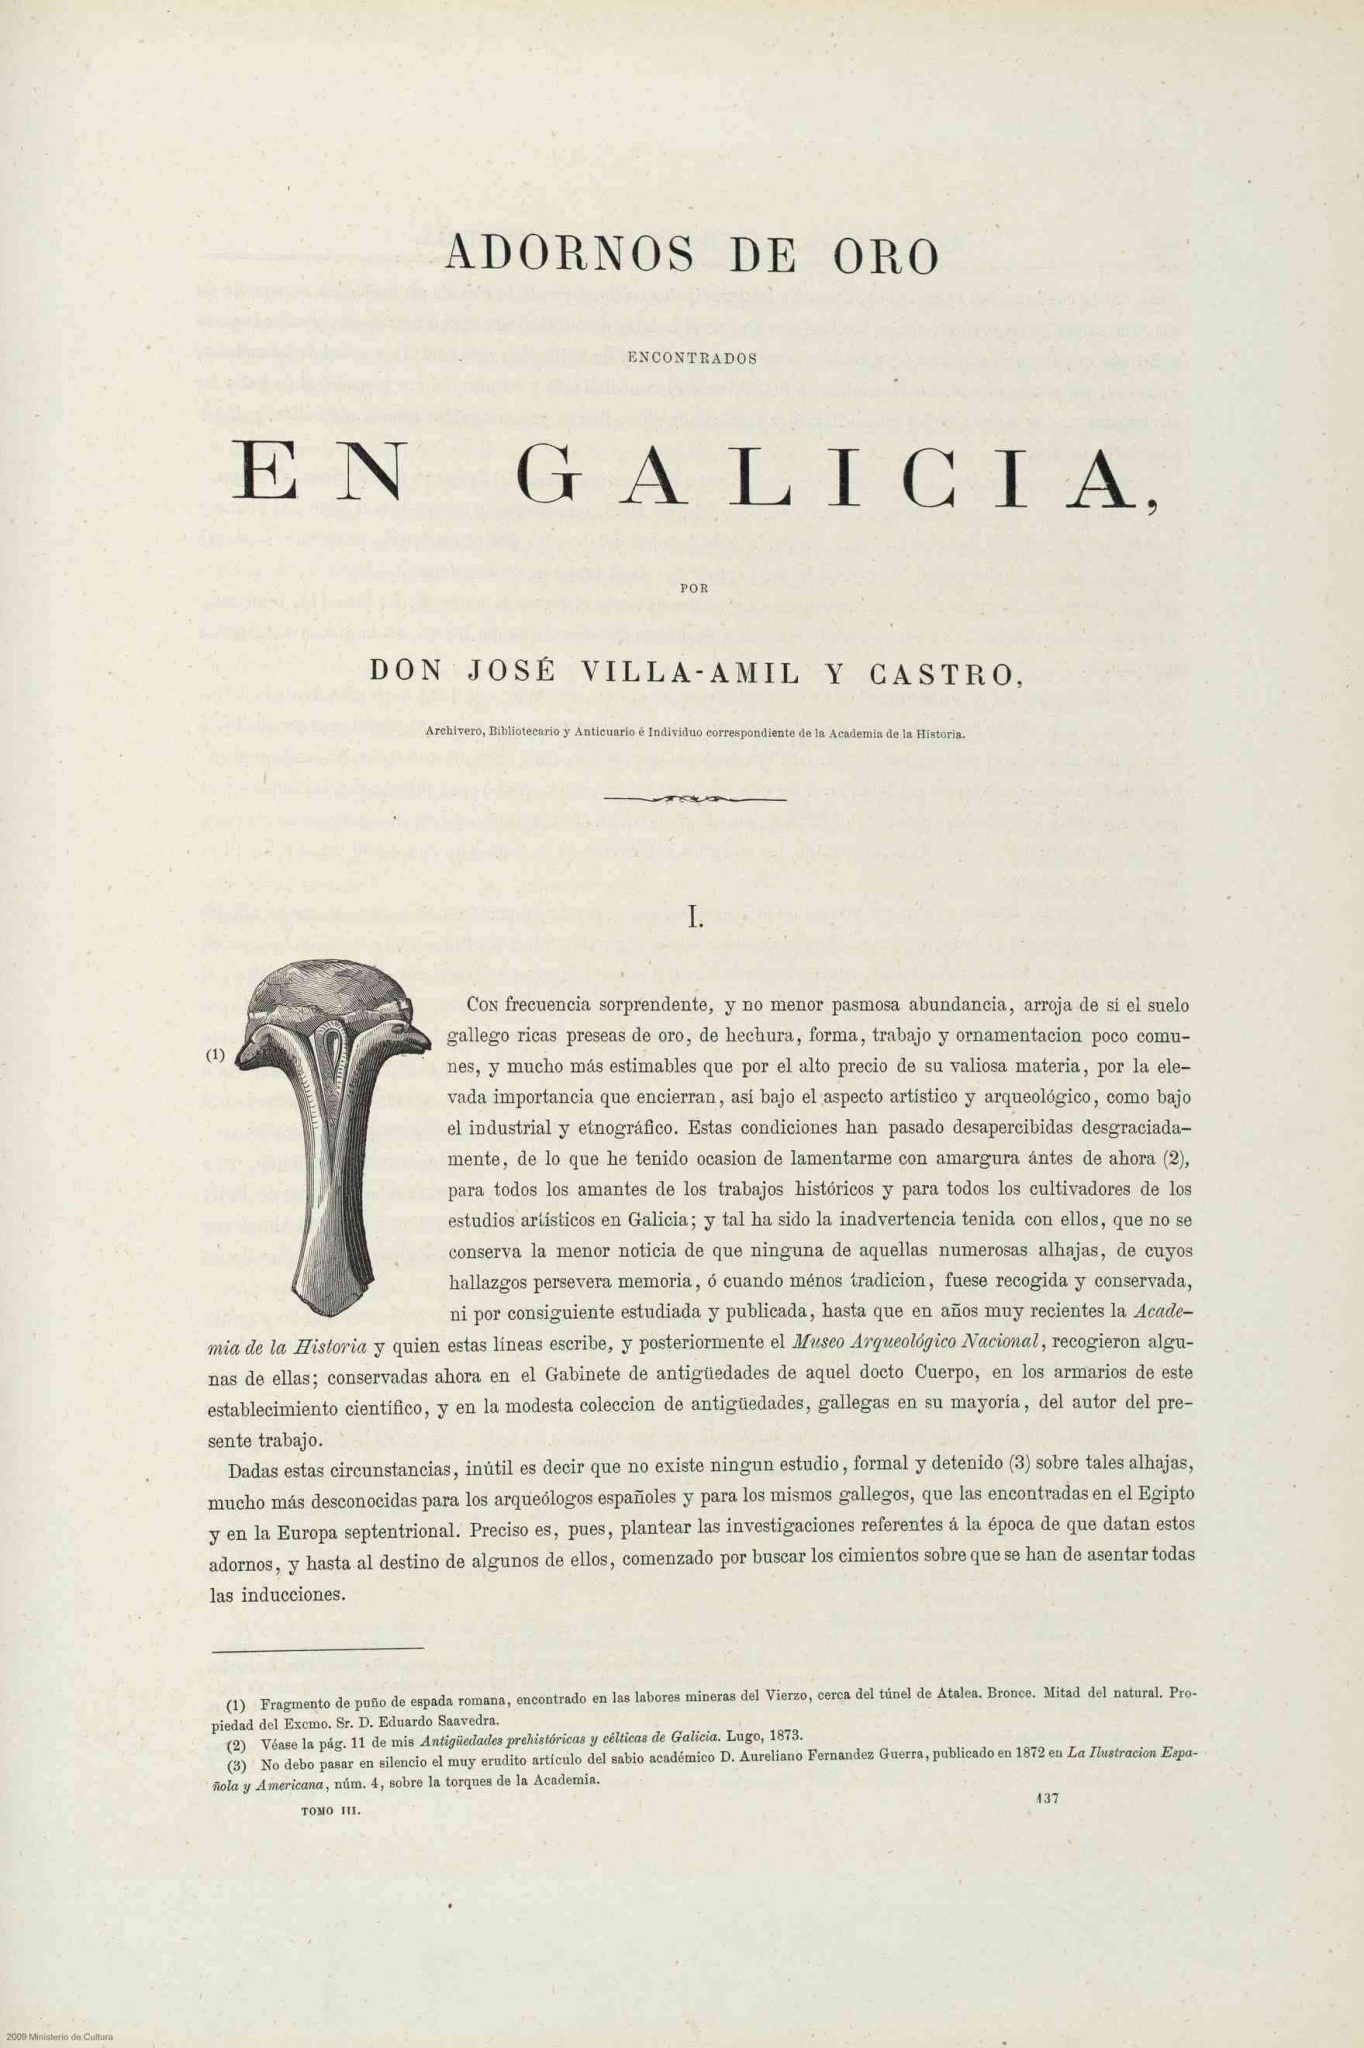 ADORNOS DE ORO
ENCONTRADOS
EN GALICIA,
POR
DON JOSÉ VILLA-AMIL Y CASTRO,
Archivero, Bibliotecario y Anticuario é Individuo correspondiente de la Academia de la Historia.
I.
(1)
CON frecuencia sorprendente, y no menor pasmosa abundancia, arroja de sí el suelo
gallego ricas preseas de oro, de hechura, forma, trabajo y ornamentacion poco comu-
nes, y mucho más estimables que por el alto precio de su valiosa materia, por la ele-
vada importancia que encierran, así bajo el aspecto artístico y arqueológico, como bajo
el industrial y etnográfico. Estas condiciones han pasado desapercibidas desgraciada-
mente, de lo que he tenido ocasion de lamentarme con amargura ántes de ahora (2),
para todos los amantes de los trabajos históricos y para todos los cultivadores de los
estudios artísticos en Galicia; y tal ha sido la inadvertencia tenida con ellos, que no se
conserva la menor noticia de que ninguna de aquellas numerosas alhajas, de cuyos
hallazgos persevera memoria, ó cuando ménos tradicion, fuese recogida y conservada,
ni por consiguiente estudiada y publicada, hasta que en años muy recientes la Acade-
mia de la Historia y quien estas líneas escribe, y posteriormente el Museo Arqueológico Nacional, recogieron algu-
nas de ellas; conservadas ahora en el Gabinete de antigüedades de aquel docto Cuerpo, en los armarios de este
establecimiento científico, y en la modesta coleccion de antigüedades, gallegas en su mayoría, del autor del pre-
sente trabajo.
Dadas estas circunstancias, inútil es decir que no existe ningun estudio, formal y detenido (3) sobre tales alhajas,
mucho más desconocidas para los arqueólogos españoles y para los mismos gallegos, que las encontradas en el Egipto
y en la Europa septentrional. Preciso es, pues, plantear las investigaciones referentes á la época de que datan estos
adornos, y hasta al destino de algunos de ellos, comenzado por buscar los cimientos sobre que se han de asentar todas
las inducciones.
(1) Fragmento de puño de espada romana, encontrado en las labores mineras del Vierzo, cerca del túnel de Atalea. Bronce. Mitad del natural. Pro-
piedad del Excmo. Sr. D. Eduardo Saavedra.
(2) Véase la pág. 11 de mis Antigüedades prehistóricas y célticas de Galicia. Lugo, 1873.
(3) No debo pasar en silencio el muy erudito artículo del sabio académico D. Aureliano Fernandez Guerra, publicado en 1872 en La Ilustracion Espa-
ñola y Americana, núm. 4, sobre la torques de la Academia.
TOMO III.
137
2009 Ministerio de Cultura